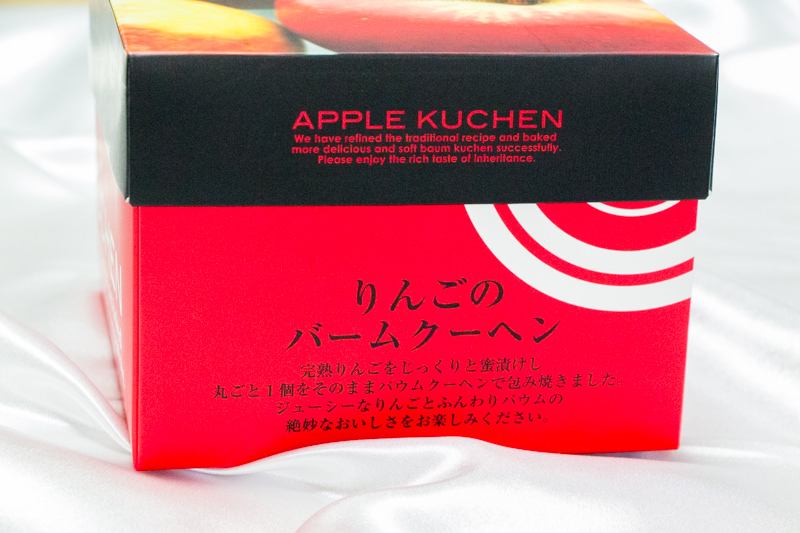 APPLE KUCHEN
We have refined the traditional recipe and baked
more delicious and soft baum kuchen successfully.
Please enjoy the rich taste of inheritance.
りんごの
バームクーヘン
完熟りんごをじっくりと蜜漬けし
丸ごと1個をそのままバウムクーヘンで包み焼きました。
ジューシーなりんごとふんわりバウムの
絶妙なおいしさをお楽しみください。